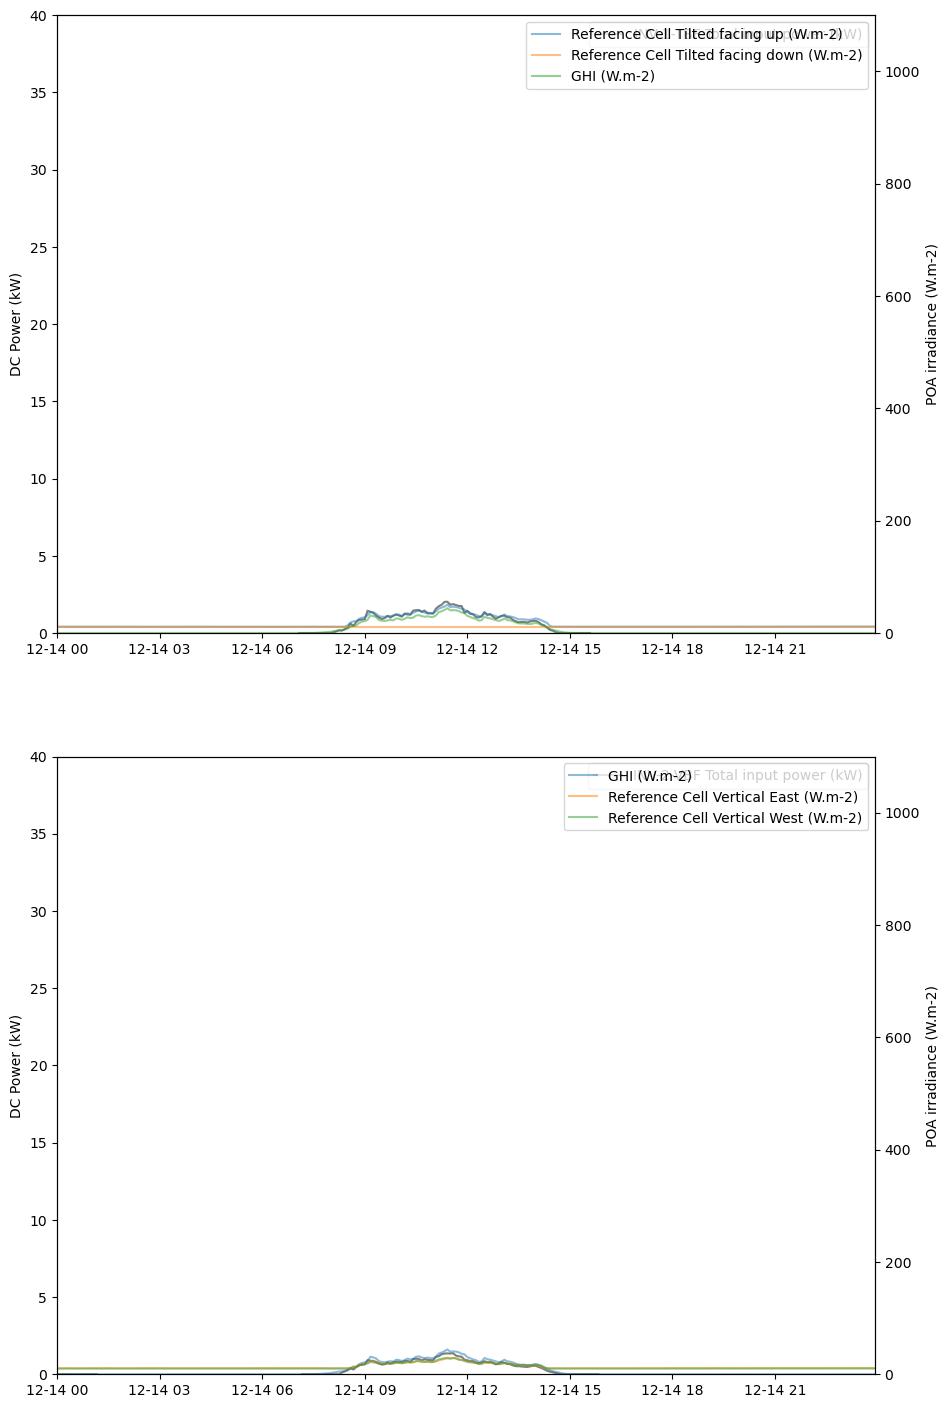 40
35
30
25
20
15
10
5
0
DC Power (kW)
Reference Cell Tilted facing up (W.m-2)
Reference Cell Tilted facing down (W.m-2)
GHI (W.m-2)
1000
800
600
400
200
0
POA irradiance (W.m-2)
12-14 00 12-14 03 12-14 06 12-14 09 12-14 12 12-14 15 12-14 18 12-14 21
40
35
30
25
20
15
10
5
0
DC Power (kW)
Total input power (kW)
GHI (W.m-2)
Reference Cell Vertical East (W.m-2)
Reference Cell Vertical West (W.m-2)
1000
800
600
400
200
0
POA irradiance (W.m-2)
12-14 00 12-14 03 12-14 06 12-14 09 12-14 12 12-14 15 12-14 18 12-14 21